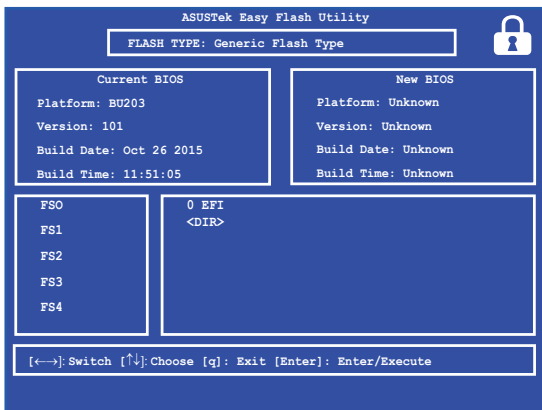 ASUSTek Easy Flash Utility
FLASH TYPE: Generic Flash Type
Current BIOS
Platform: BU203
Version: 101
Build Date: Oct 26 2015
Build Time: 11:51:05
New BIOS
Platform: Unknown
Version: Unknown
Build Date: Unknown
Build Time: Unknown
FSO
FS1
FS2
FS3
FS4
0 EFI
<DIR>
[←→]: Switch [↑↓]: Choose [q]: Exit [Enter]: Enter/Execute